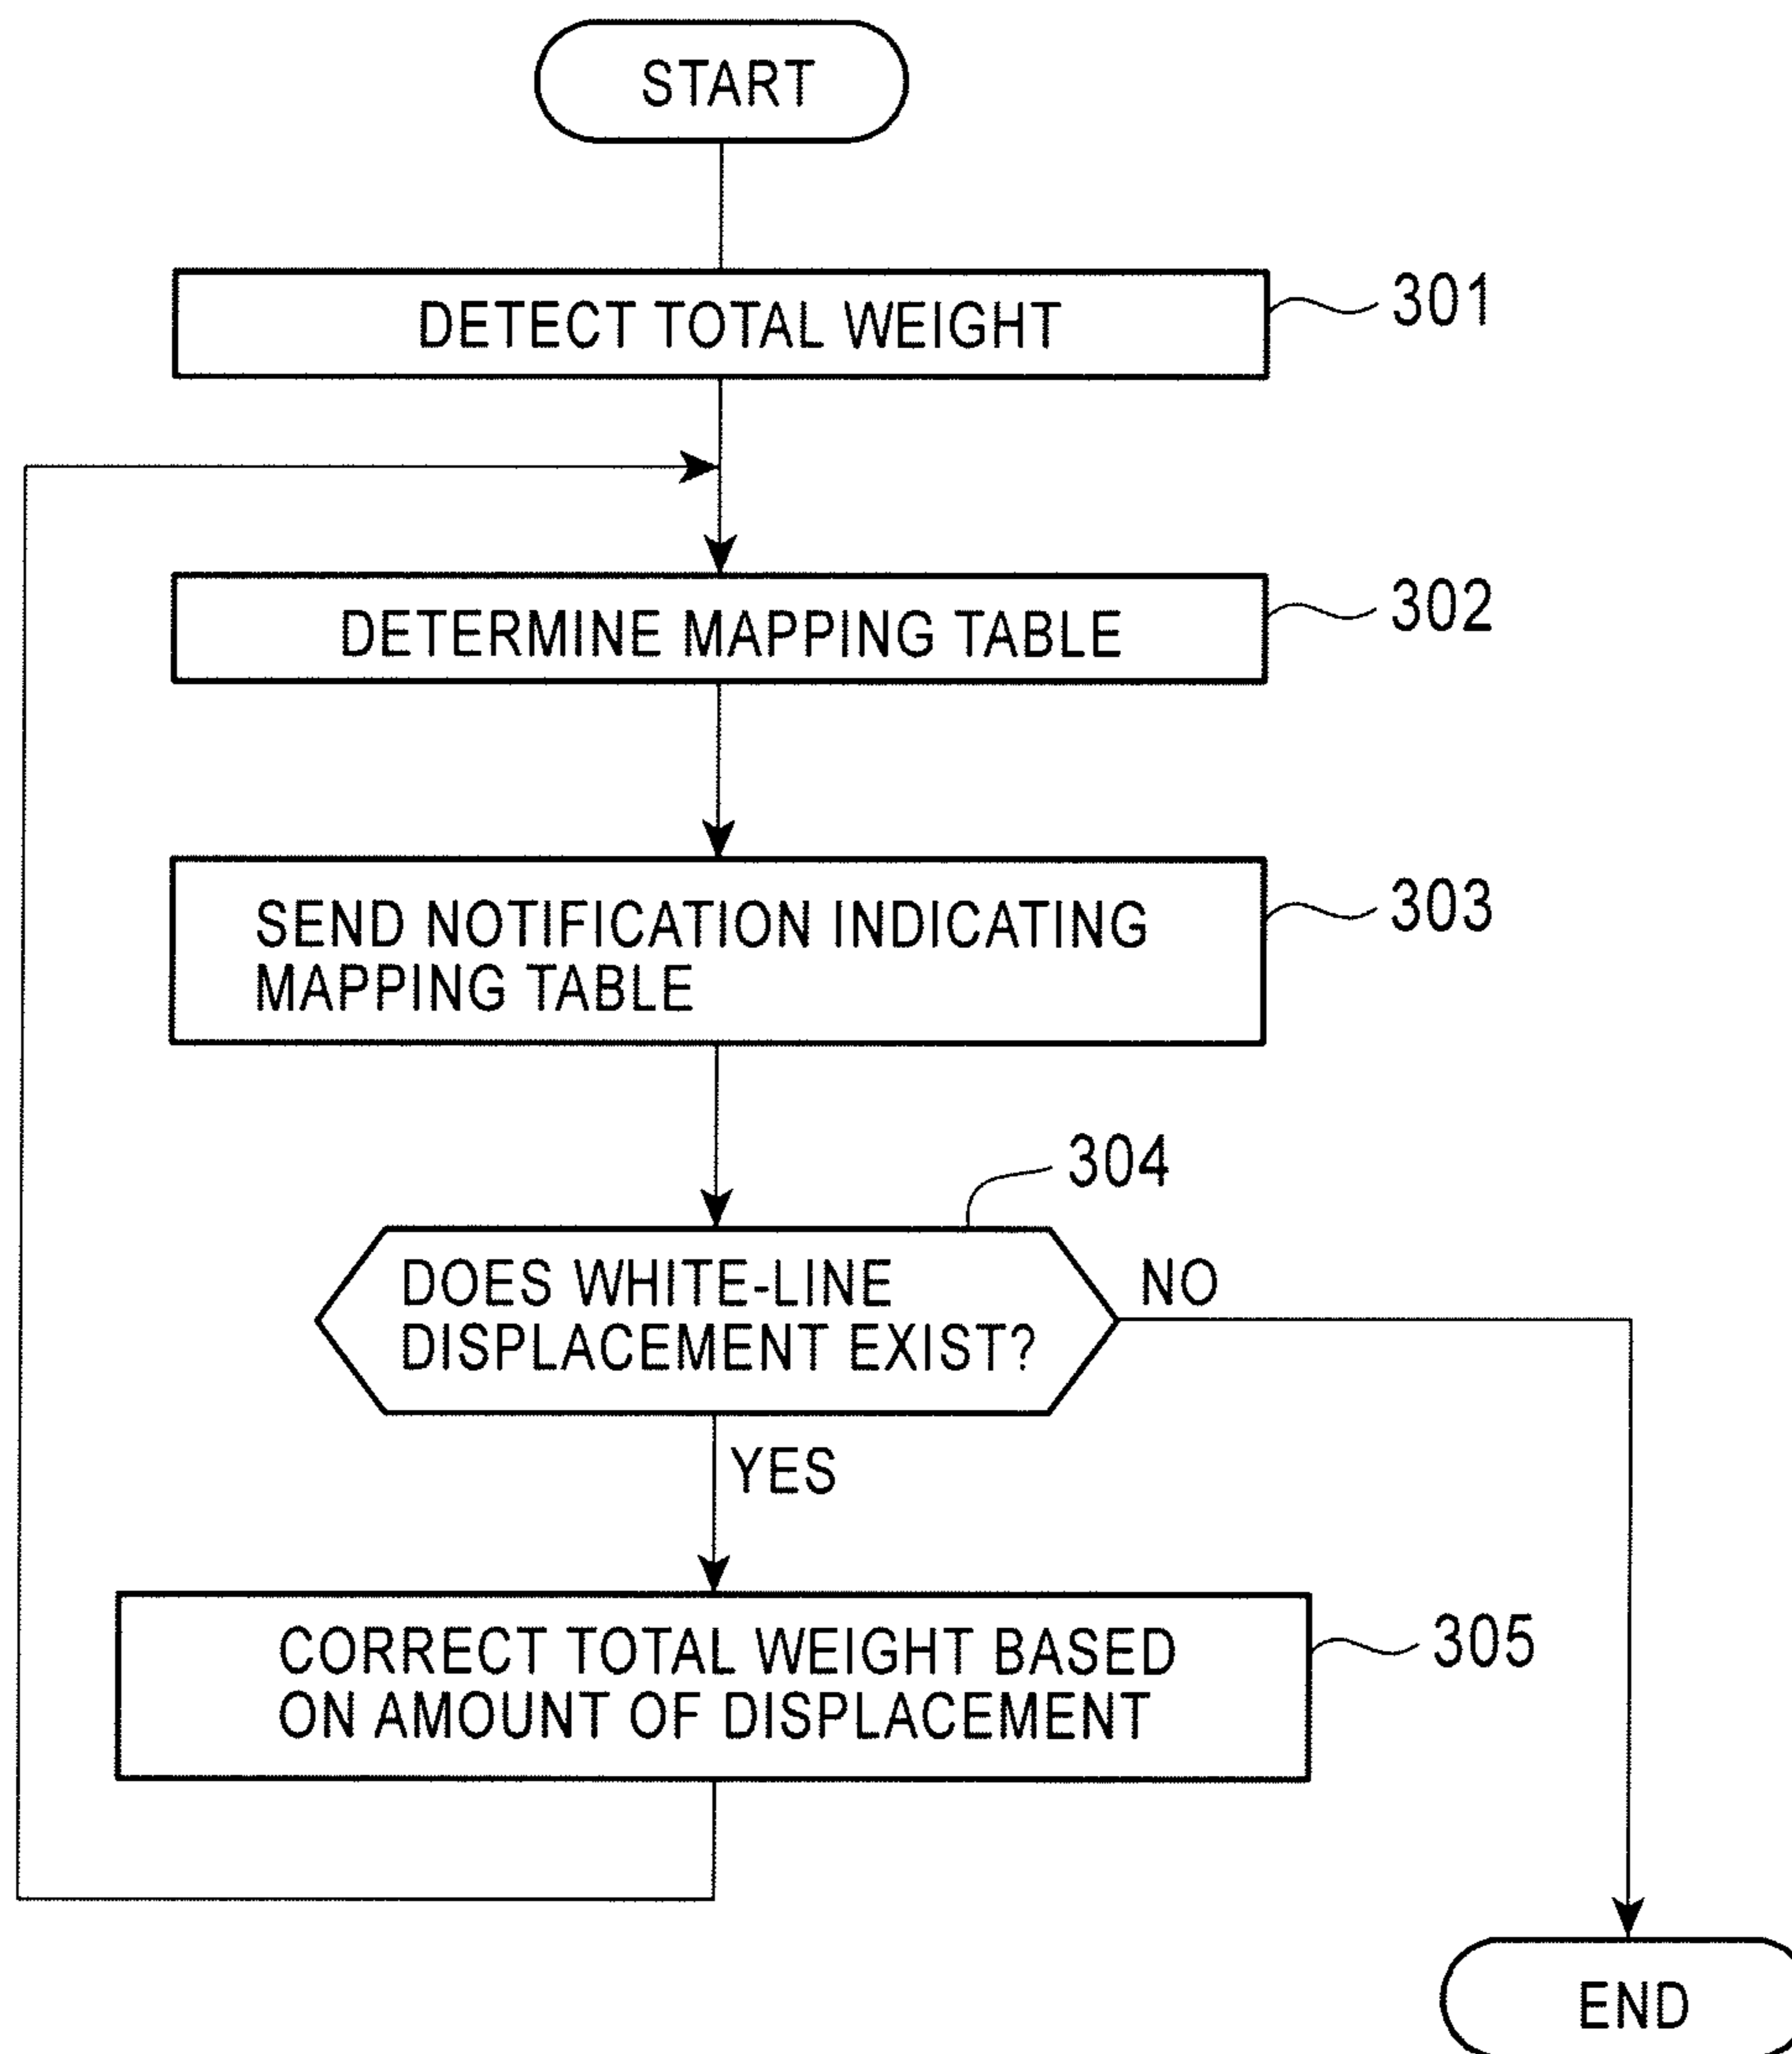 START
DETECT TOTAL WEIGHT
301
DETERMINE MAPPING TABLE
302
SEND NOTIFICATION INDICATING
MAPPING TABLE
303
304
DOES WHITE-LINE
DISPLACEMENT EXIST?
NO
YES
CORRECT TOTAL WEIGHT BASED
ON AMOUNT OF DISPLACEMENT
305
END